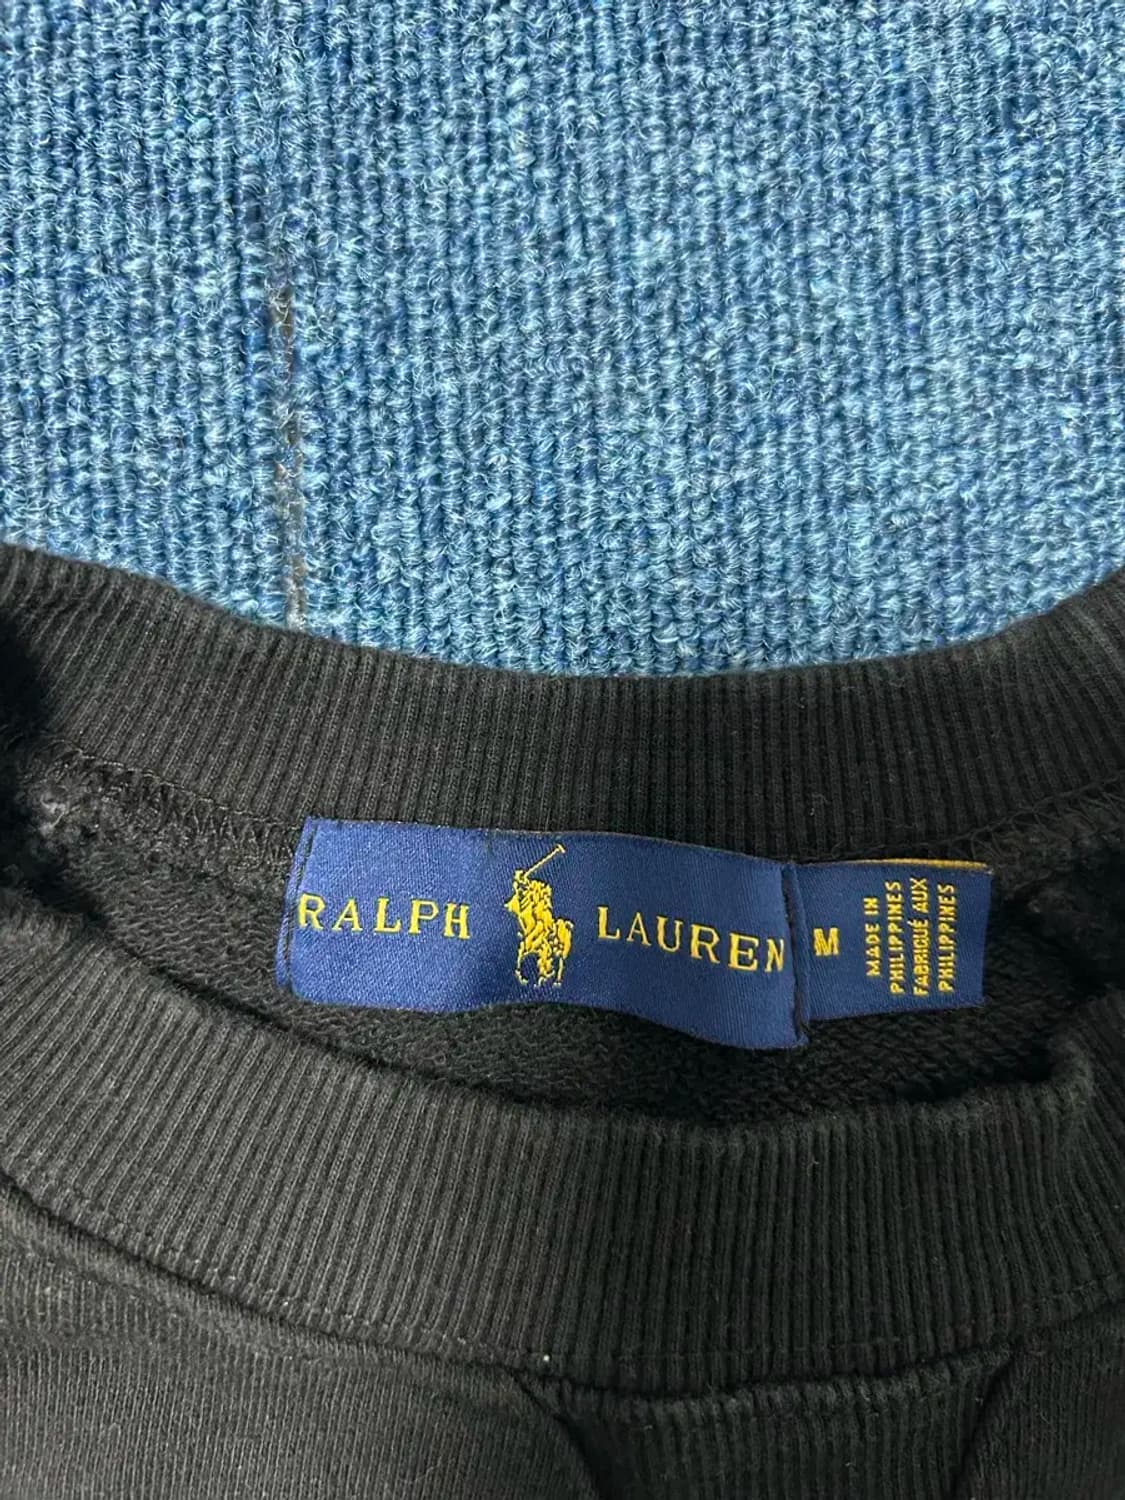 RALPH LAUREN
M
MADE IN
PHILIPPINES
FABRIQUÉ AUX
PHILIPPINES